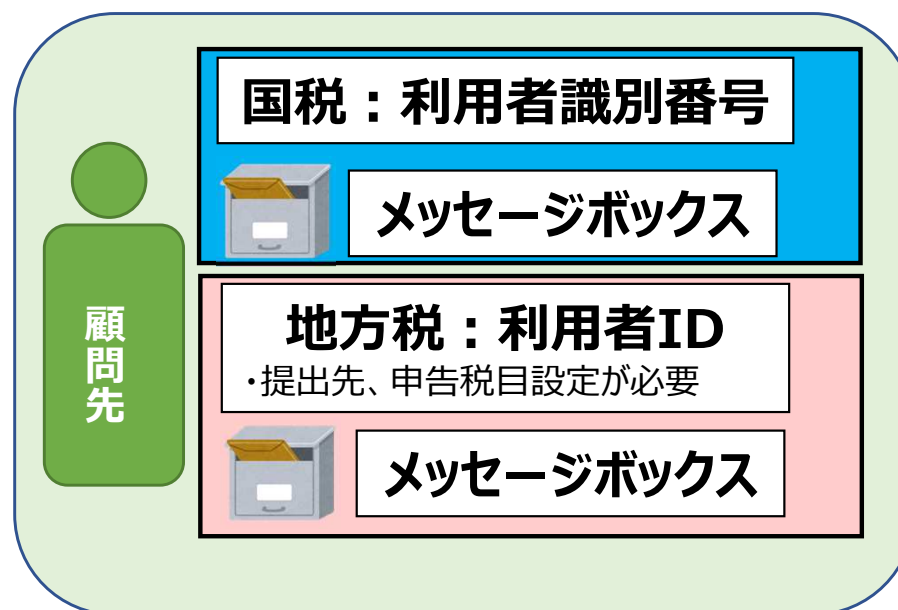 国税：利用者識別番号
メッセージボックス
顧問先
地方税：利用者ID
・提出先、申告税目設定が必要
メッセージボックス